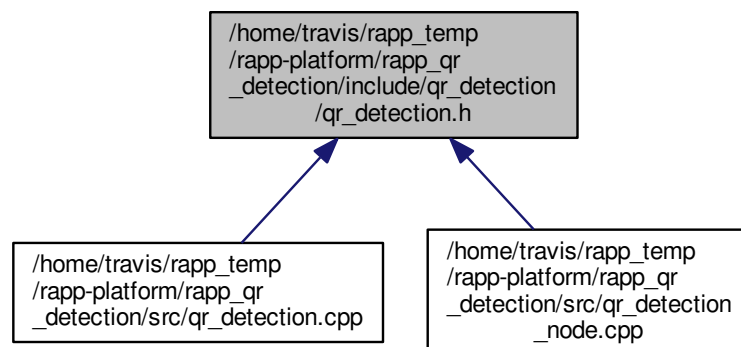 /home/travis/rapp_temp
/rapp-platform/rapp_qr
_detection/include/qr_detection
/qr_detection.h
/home/travis/rapp_temp
/rapp-platform/rapp_qr
_detection/src/qr_detection.cpp
/home/travis/rapp_temp
/rapp-platform/rapp_qr
_detection/src/qr_detection
_node.cpp